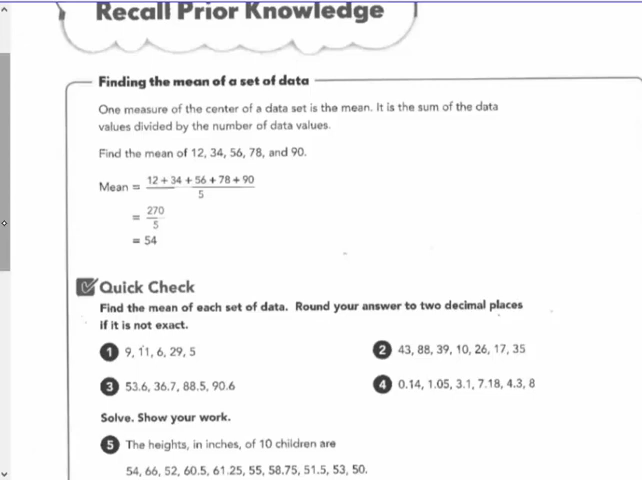 Recall Prior Knowledge
Finding the mean of a set of data
One measure of the center of a data set is the mean. It is the sum of the data
values divided by the number of data values.
Find the mean of 12, 34, 56, 78, and 90.
Mean = 12 + 34 + 56 + 78 + 90
5
= 270
5
= 54
Quick Check
Find the mean of each set of data. Round your answer to two decimal places
if it is not exact.
1 9, 11, 6, 29, 5
2 43, 88, 39, 10, 26, 17, 35
3 53.6, 36.7, 88.5, 90.6
4 0.14, 1.05, 3.1, 7.18, 4.3, 8
Solve. Show your work.
5 The heights, in inches, of 10 children are
54, 66, 52, 60.5, 61.25, 55, 58.75, 51.5, 53, 50.